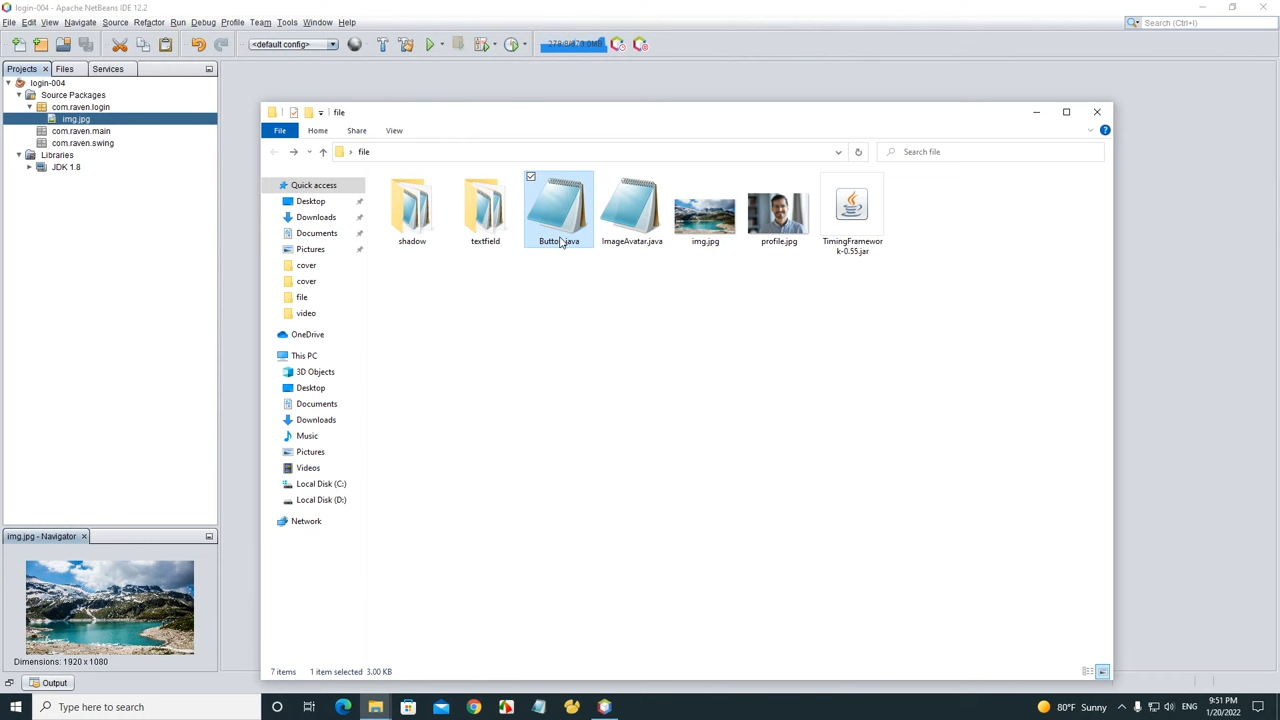 login-004 - Apache NetBeans IDE 12.2
File Edit View Navigate Source Refactor Run Debug Profile Team Tools Window Help
Search (Ctrl+I)
<default config>
Projects Files Services
login-004
Source Packages
com.raven.login
img.jpg
com.raven.main
com.raven.swing
Libraries
JDK 1.8
file
File Home Share View
file
Search file
Quick access
Desktop
Downloads
Documents
Pictures
cover
cover
file
video
OneDrive
This PC
3D Objects
Desktop
Documents
Downloads
Music
Pictures
Videos
Local Disk (C:)
Local Disk (D:)
Network
shadow
textfield
Button.java
ImageAvatar.java
img.jpg
profile.jpg
TimingFramewor
k-0.55.jar
7 items 1 item selected 3.00 KB
img.jpg - Navigator
Dimensions: 1920 x 1080
Output
Type here to search
80°F Sunny
ENG
9:51 PM
1/20/2022